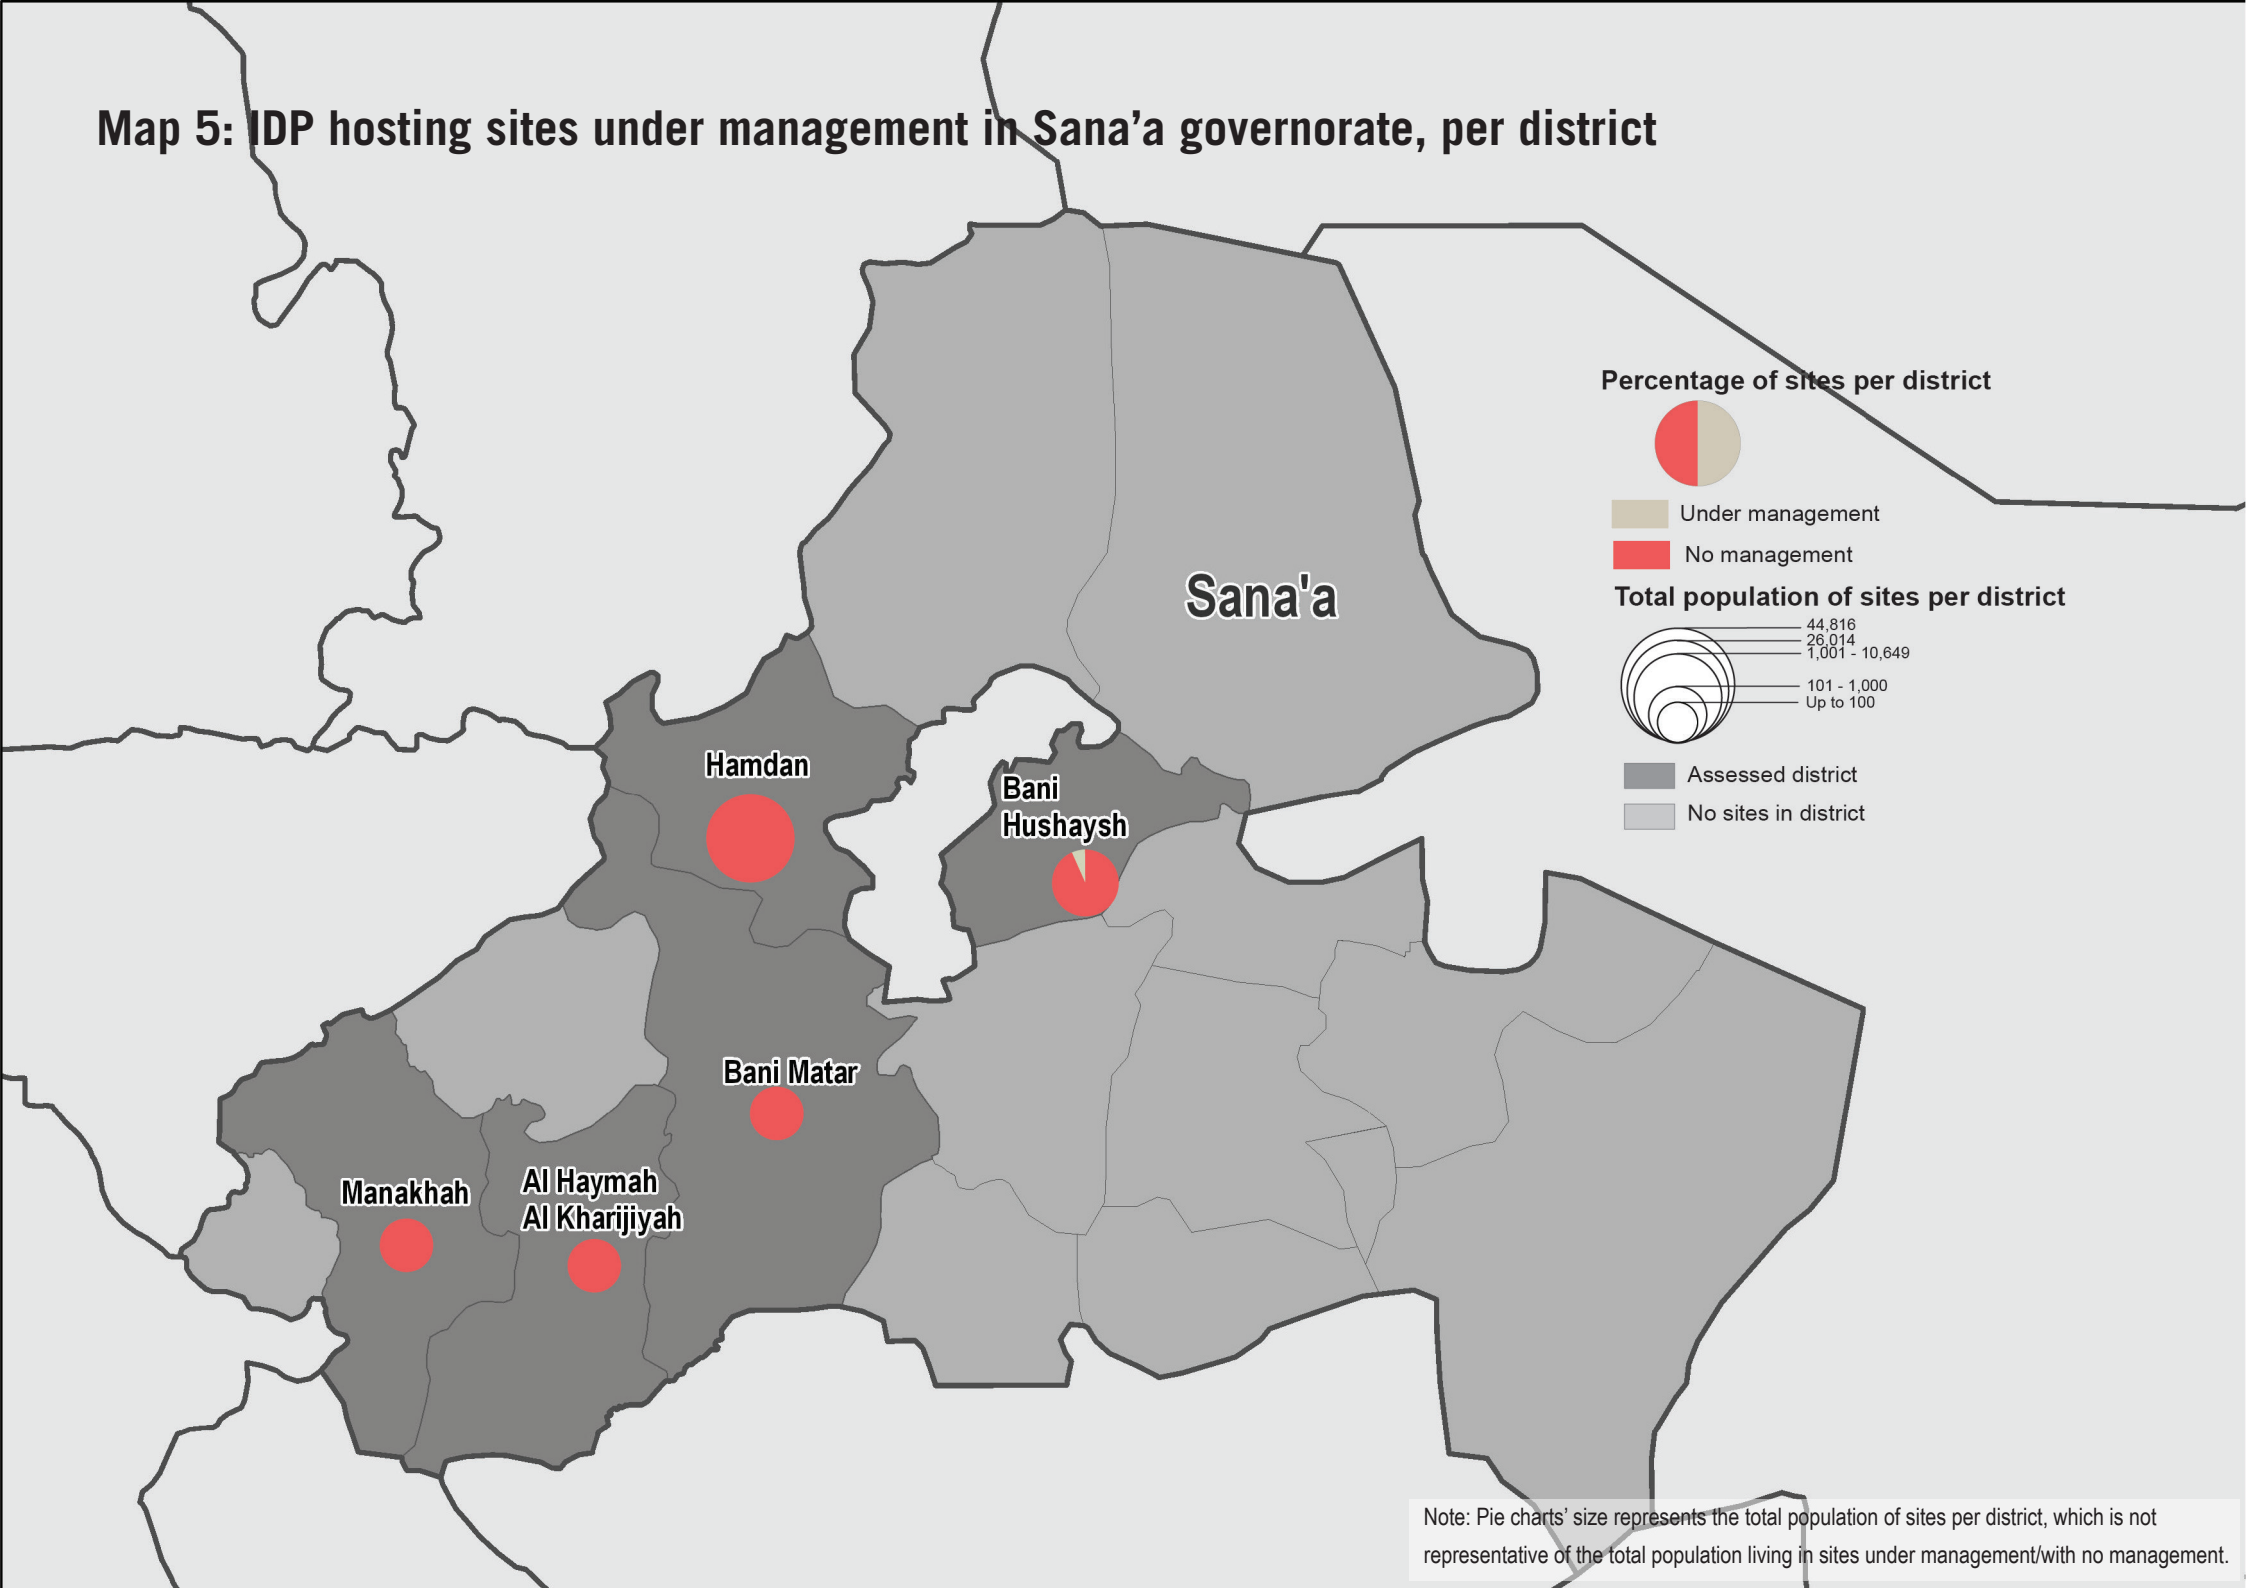 Map 5: IDP hosting sites under management in Sana’a governorate, per district
Percentage of sites per district
Under management
No management
Sana'a
Total population of sites per district
44,816
26,014
1,001 - 10,649
101 - 1,000
Up to 100
Assessed district
No sites in district
Hamdan
Bani
Hushaysh
Bani Matar
Manakhah
Al Haymah
Al Kharijiyah
Note: Pie charts’ size represents the total population of sites per district, which is not
representative of the total population living in sites under management/with no management.